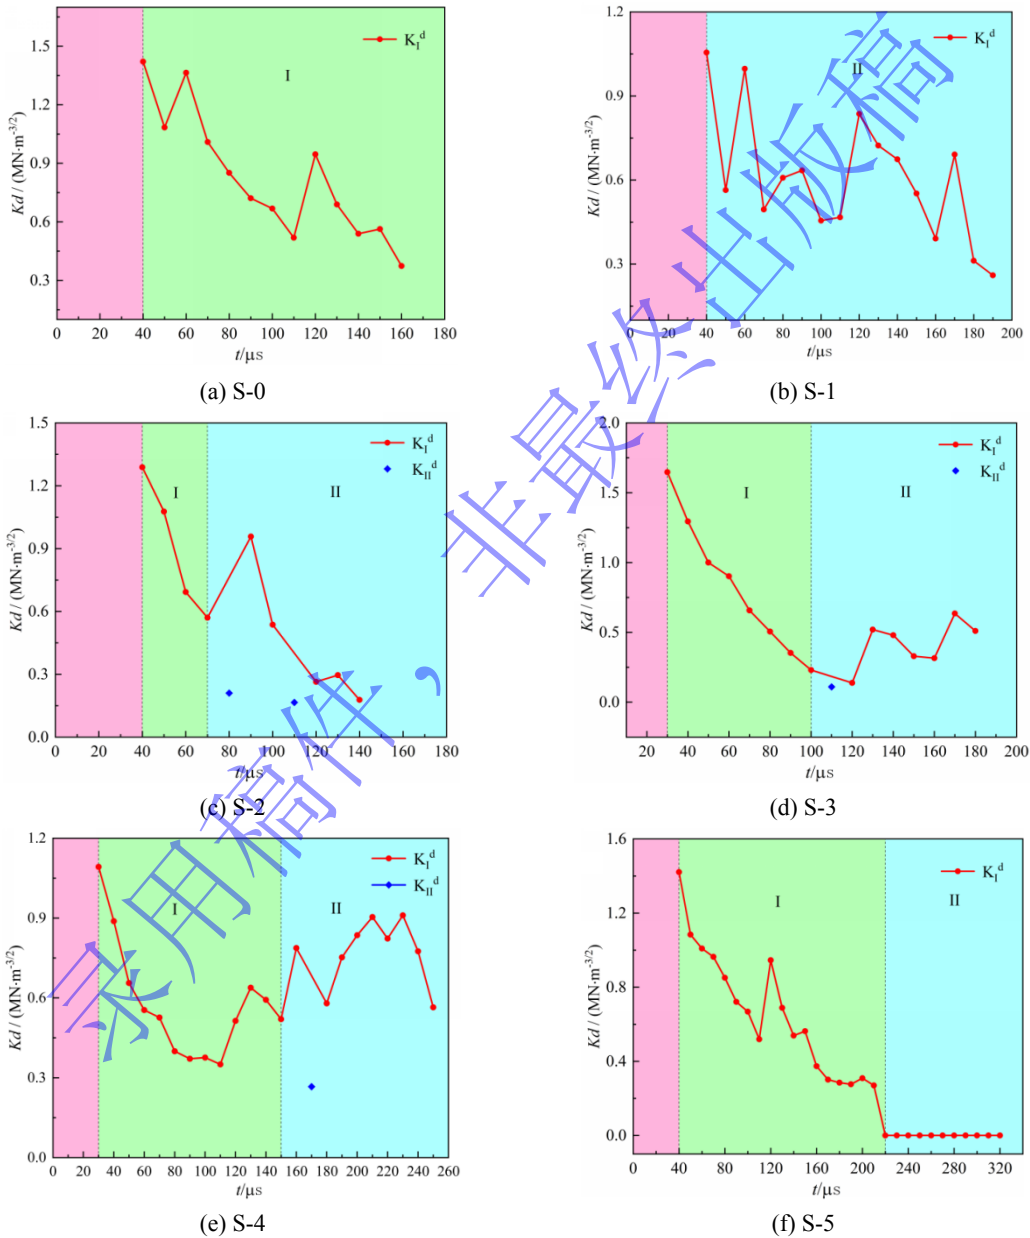 K_I^d
I
Kd / (MN·m^-3/2)
1.5
1.2
0.9
0.6
0.3
0 20 40 60 80 100 120 140 160 180
t/μs
(a) S-0
K_I^d
II
Kd / (MN·m^-3/2)
1.2
0.9
0.6
0.3
0.0
0 20 40 60 80 100 120 140 160 180 200
t/μs
(b) S-1
K_I^d
K_II^d
I II
Kd / (MN·m^-3/2)
1.5
1.2
0.9
0.6
0.3
0.0
0 20 40 60 80 100 120 140 160 180
t/μs
(c) S-2
K_I^d
K_II^d
I II
Kd / (MN·m^-3/2)
2.0
1.5
1.0
0.5
0.0
20 40 60 80 100 120 140 160 180 200
t/μs
(d) S-3
K_I^d
K_II^d
I II
Kd / (MN·m^-3/2)
1.2
0.9
0.6
0.3
0.0
0 20 40 60 80 100 120 140 160 180 200 220 240 260
t/μs
(e) S-4
K_I^d
I II
Kd / (MN·m^-3/2)
1.6
1.2
0.8
0.4
0.0
0 40 80 120 160 200 240 280 320
t/μs
(f) S-5
录用稿件，非最终出版稿